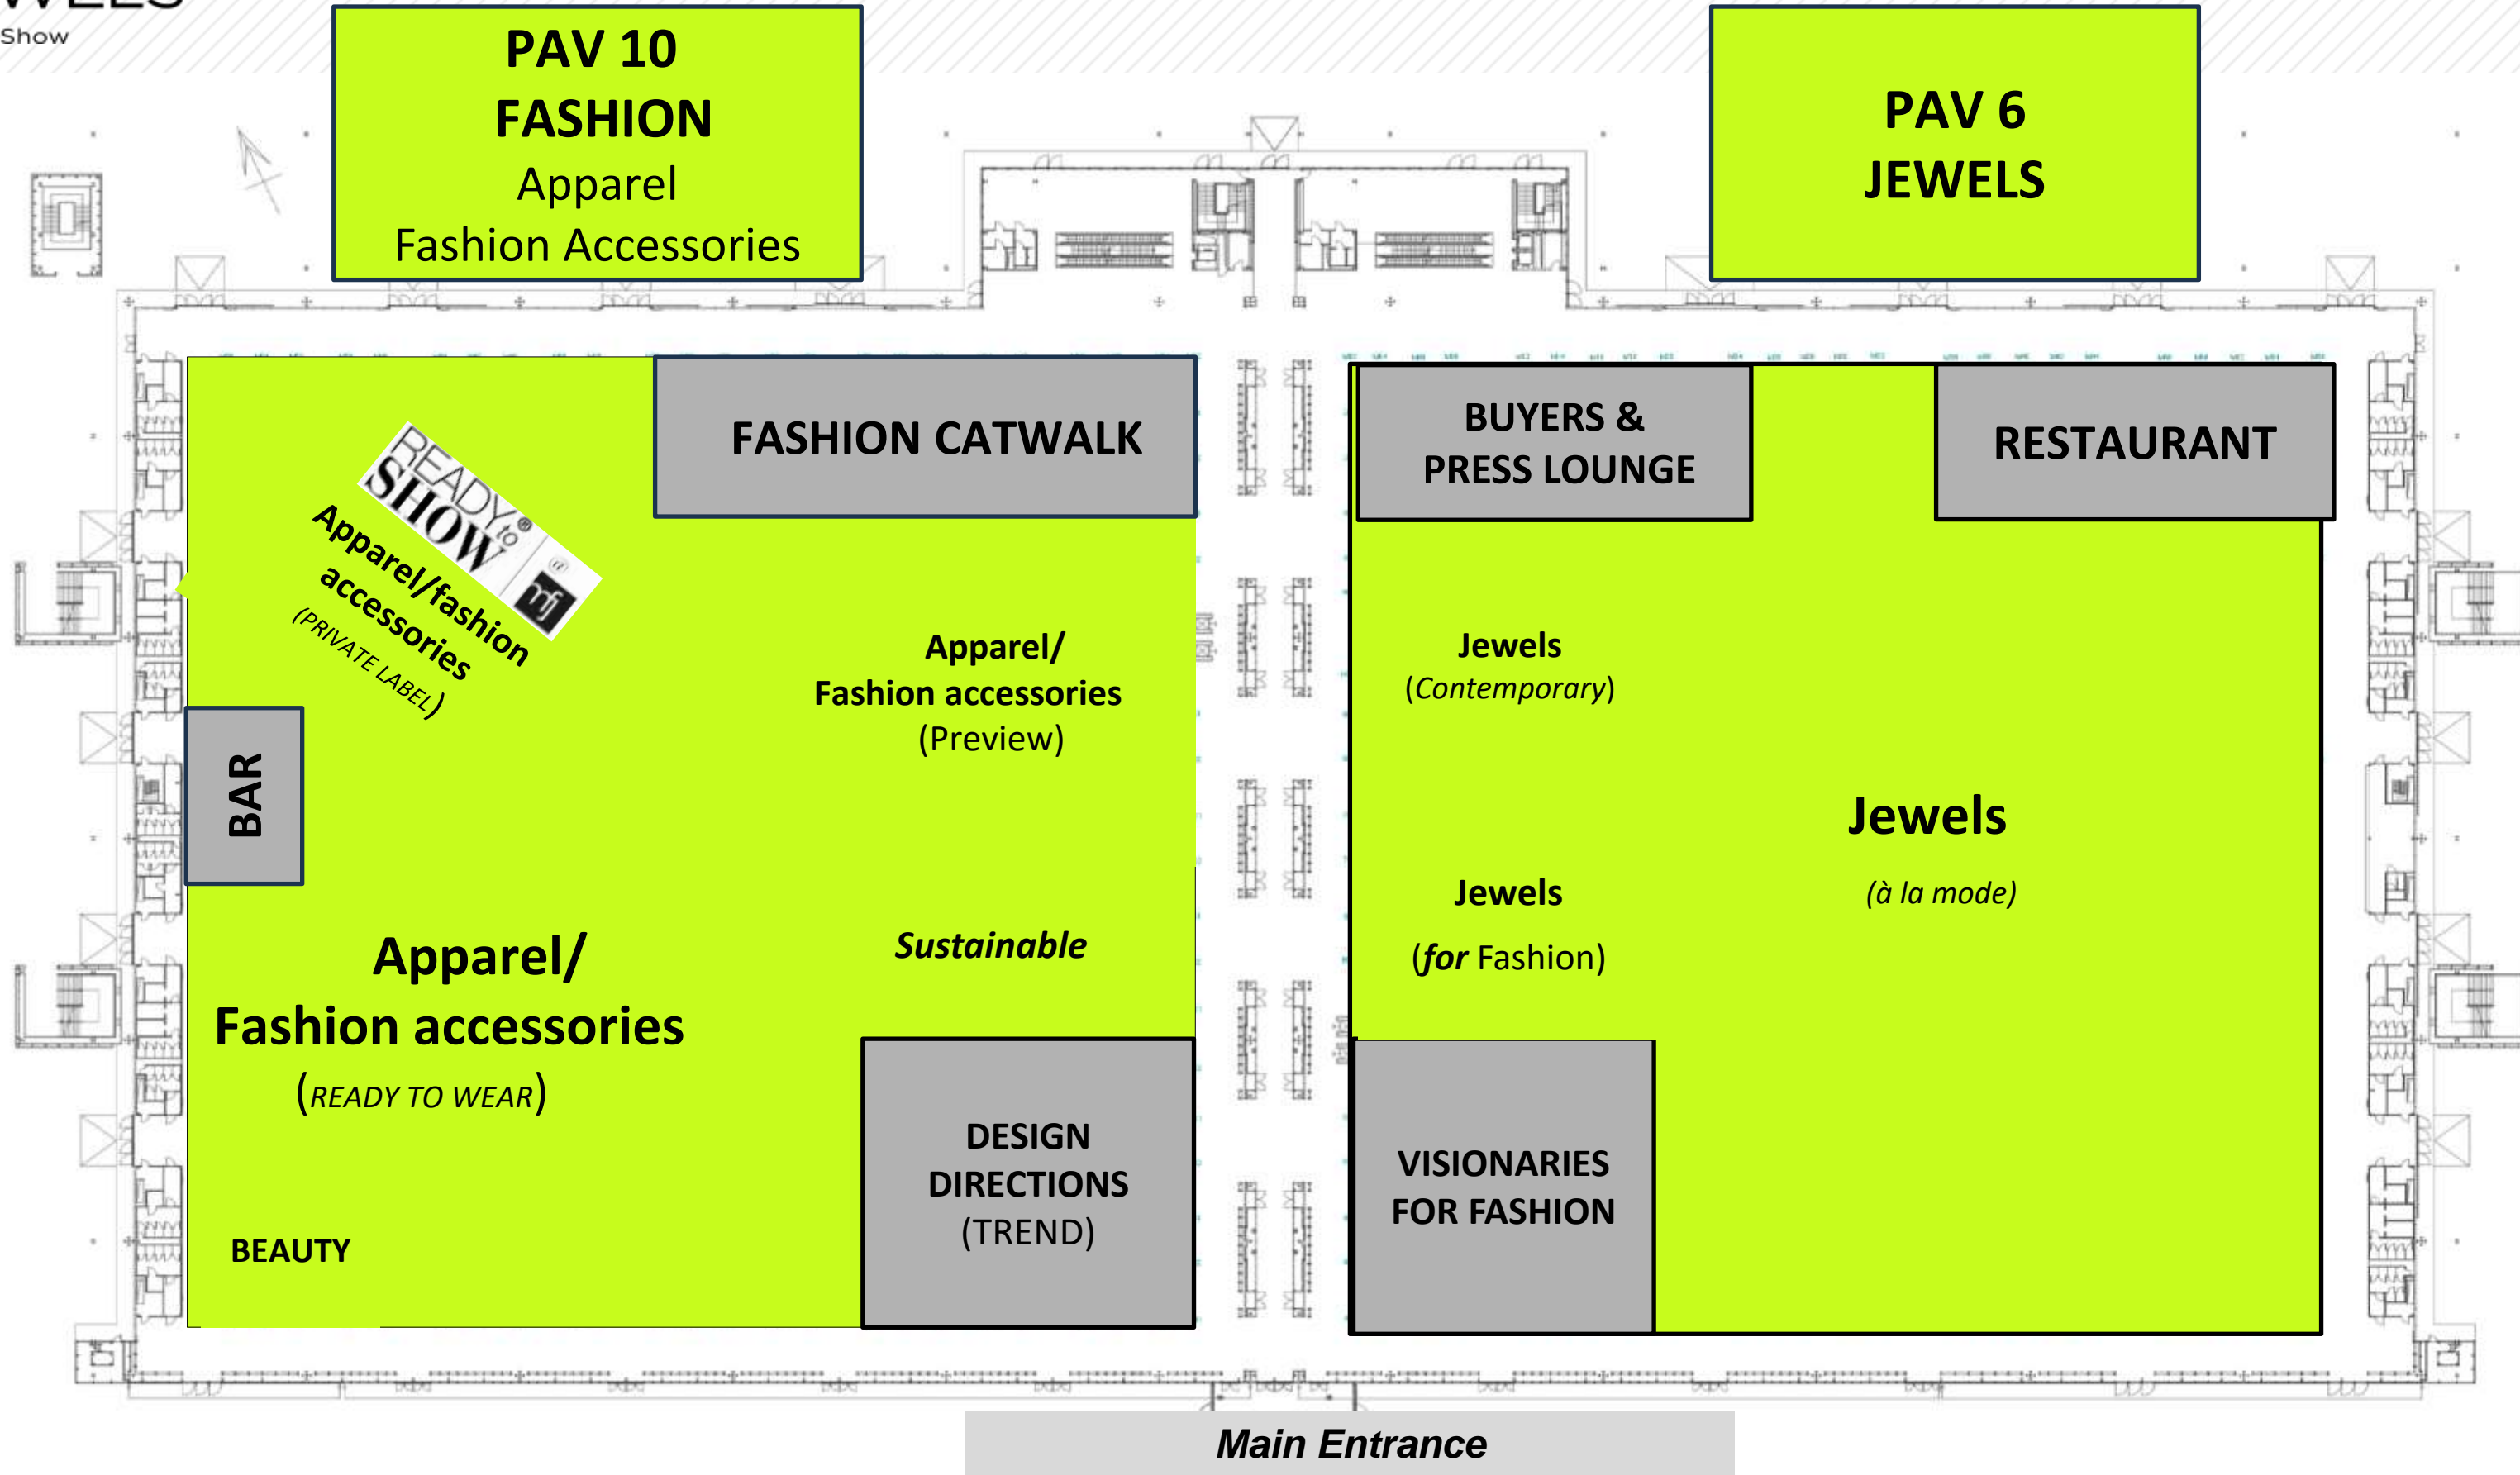 Show
PAV 10
FASHION
Apparel
Fashion Accessories
PAV 6
JEWELS
READY to
SHOW®
@
mfj
Apparel/fashion
accessories
(PRIVATE LABEL)
FASHION CATWALK
BUYERS &
PRESS LOUNGE
RESTAURANT
Apparel/
Fashion accessories
(Preview)
Jewels
(Contemporary)
BAR
Jewels
(à la mode)
Jewels
(for Fashion)
Sustainable
Apparel/
Fashion accessories
(READY TO WEAR)
DESIGN
DIRECTIONS
(TREND)
VISIONARIES
FOR FASHION
BEAUTY
Main Entrance